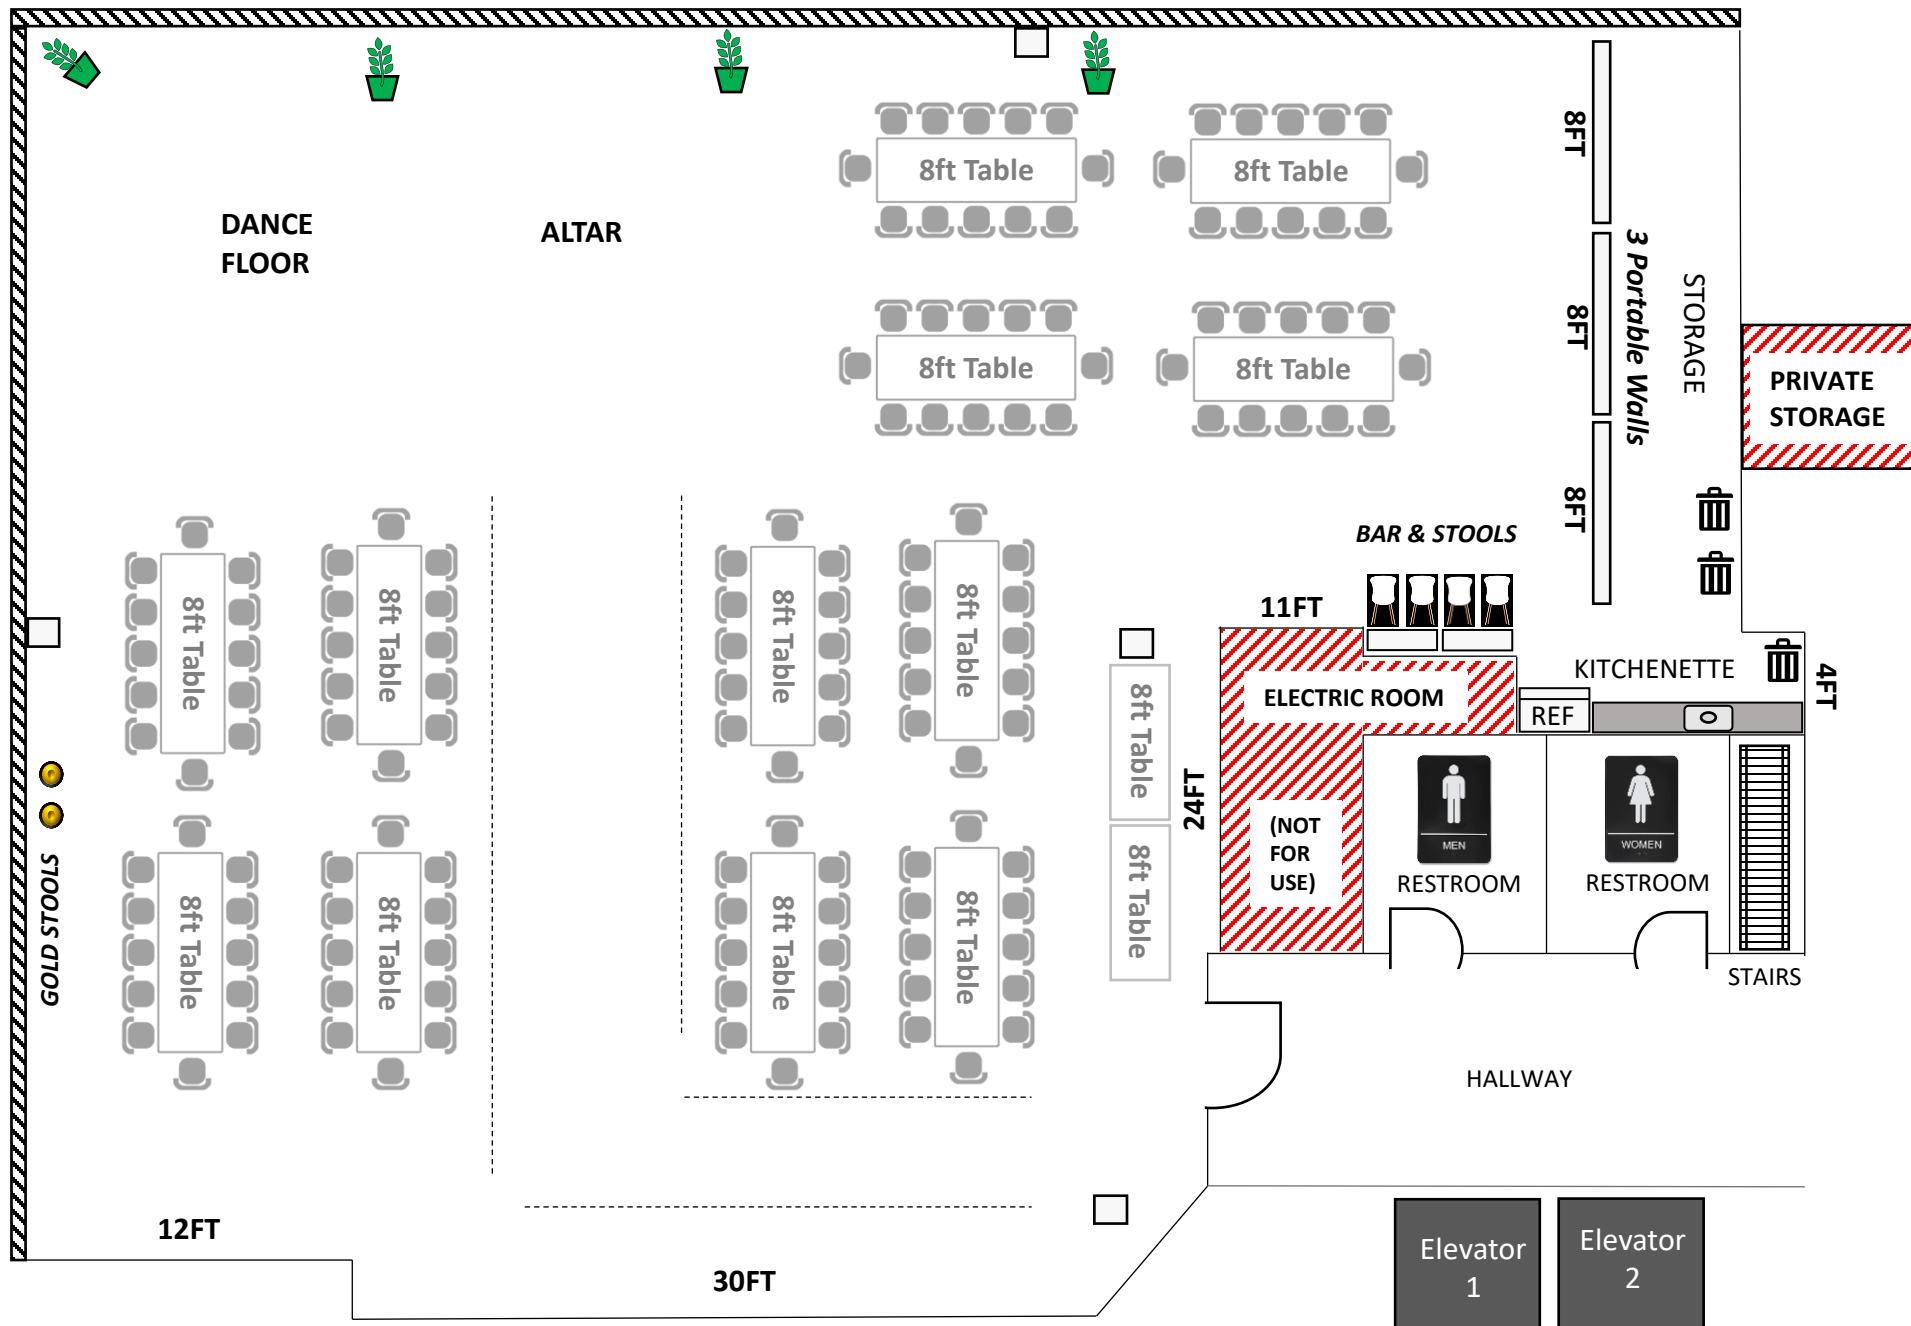 DANCE
FLOOR
ALTAR
8ft Table
8ft Table
8ft Table
8ft Table
8FT
8FT
8FT
3 Portable Walls
STORAGE
PRIVATE
STORAGE
BAR & STOOLS
11FT
ELECTRIC ROOM
(NOT
FOR
USE)
24FT
KITCHENETTE
4FT
REF
8ft Table
8ft Table
8ft Table
8ft Table
8ft Table
8ft Table
8ft Table
8ft Table
8ft Table
8ft Table
GOLD STOOLS
MEN
RESTROOM
WOMEN
RESTROOM
STAIRS
HALLWAY
12FT
30FT
Elevator
1
Elevator
2